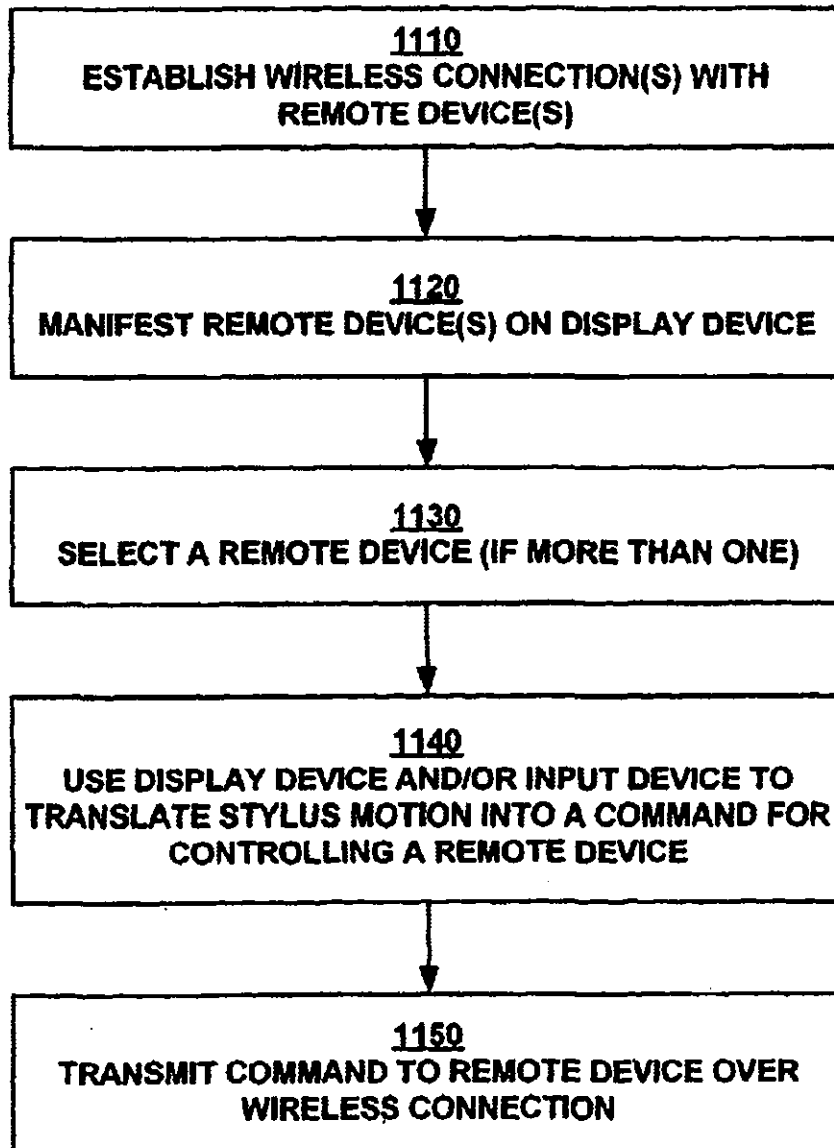 1110
ESTABLISH WIRELESS CONNECTION(S) WITH
REMOTE DEVICE(S)
1120
MANIFEST REMOTE DEVICE(S) ON DISPLAY DEVICE
1130
SELECT A REMOTE DEVICE (IF MORE THAN ONE)
1140
USE DISPLAY DEVICE AND/OR INPUT DEVICE TO
TRANSLATE STYLUS MOTION INTO A COMMAND FOR
CONTROLLING A REMOTE DEVICE
1150
TRANSMIT COMMAND TO REMOTE DEVICE OVER
WIRELESS CONNECTION